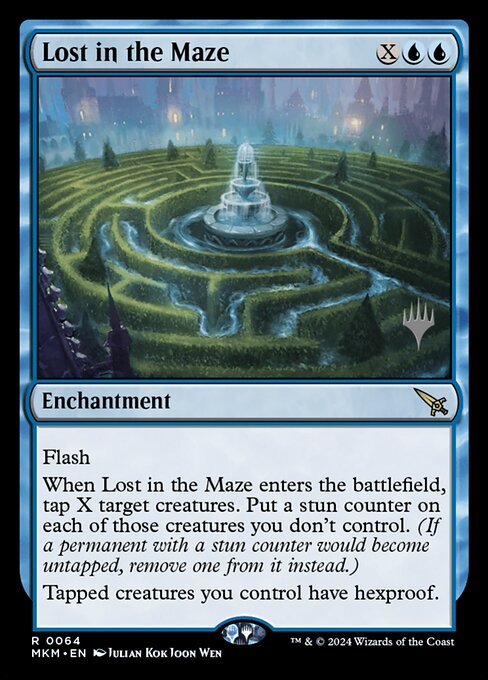 Lost in the Maze XUU
Enchantment
Flash
When Lost in the Maze enters the battlefield,
tap X target creatures. Put a stun counter on
each of those creatures you don't control. (If
a permanent with a stun counter would become
untapped, remove one from it instead.)
Tapped creatures you control have hexproof.
R 0064 ™ & © 2024 Wizards of the Coast
MKM • EN Julian Kok Joon Wen